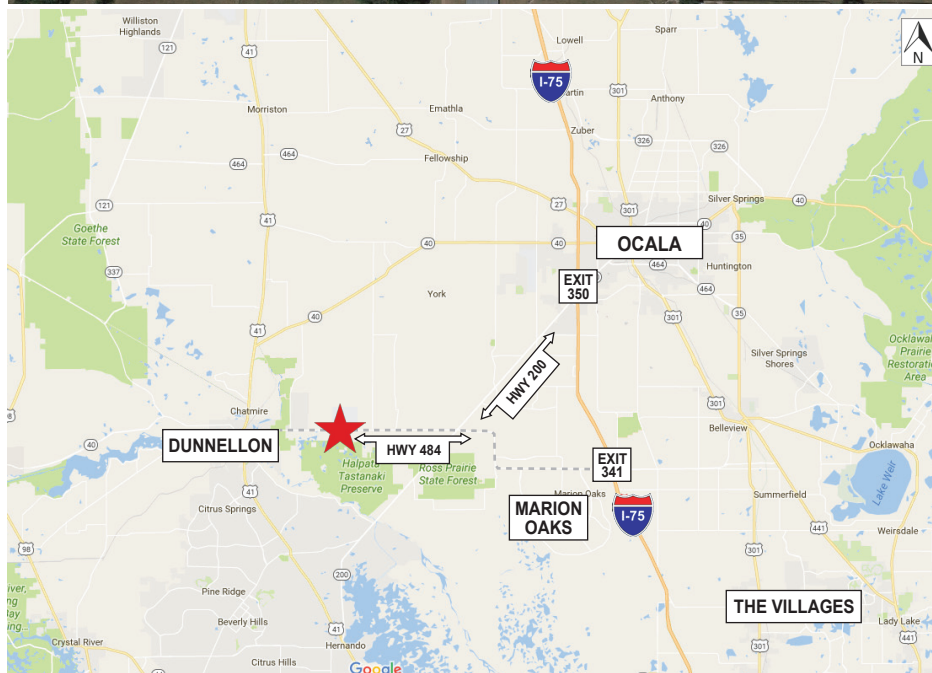 Williston
Highlands
Lowell
Sparr
121
41
301
N
I-75
Martin
Anthony
Morriston
Emathla
Zuber
27
326
326
464
464
Fellowship
Silver Springs
121
27
301
40
40
41
35
Goethe
State Forest
40
40
OCALA
464
Huntington
337
York
EXIT
350
464
40
301
35
41
Silver Springs
Shores
Ocklawaha
Prairie
Restoration
Area
HWY 200
Chatmire
Belleview
98
40
DUNNELLON
HWY 484
Ocklawaha
Halpata
Tastanaki
Preserve
Ross Prairie
State Forest
EXIT
341
Lake Weir
41
Marion Oaks
Summerfield
Citrus Springs
MARION
OAKS
I-75
441
Weirsdale
98
301
200
Pine Ridge
THE VILLAGES
Beverly Hills
Lady Lake
41
441
Crystal River
Hernando
Citrus Hills
Google